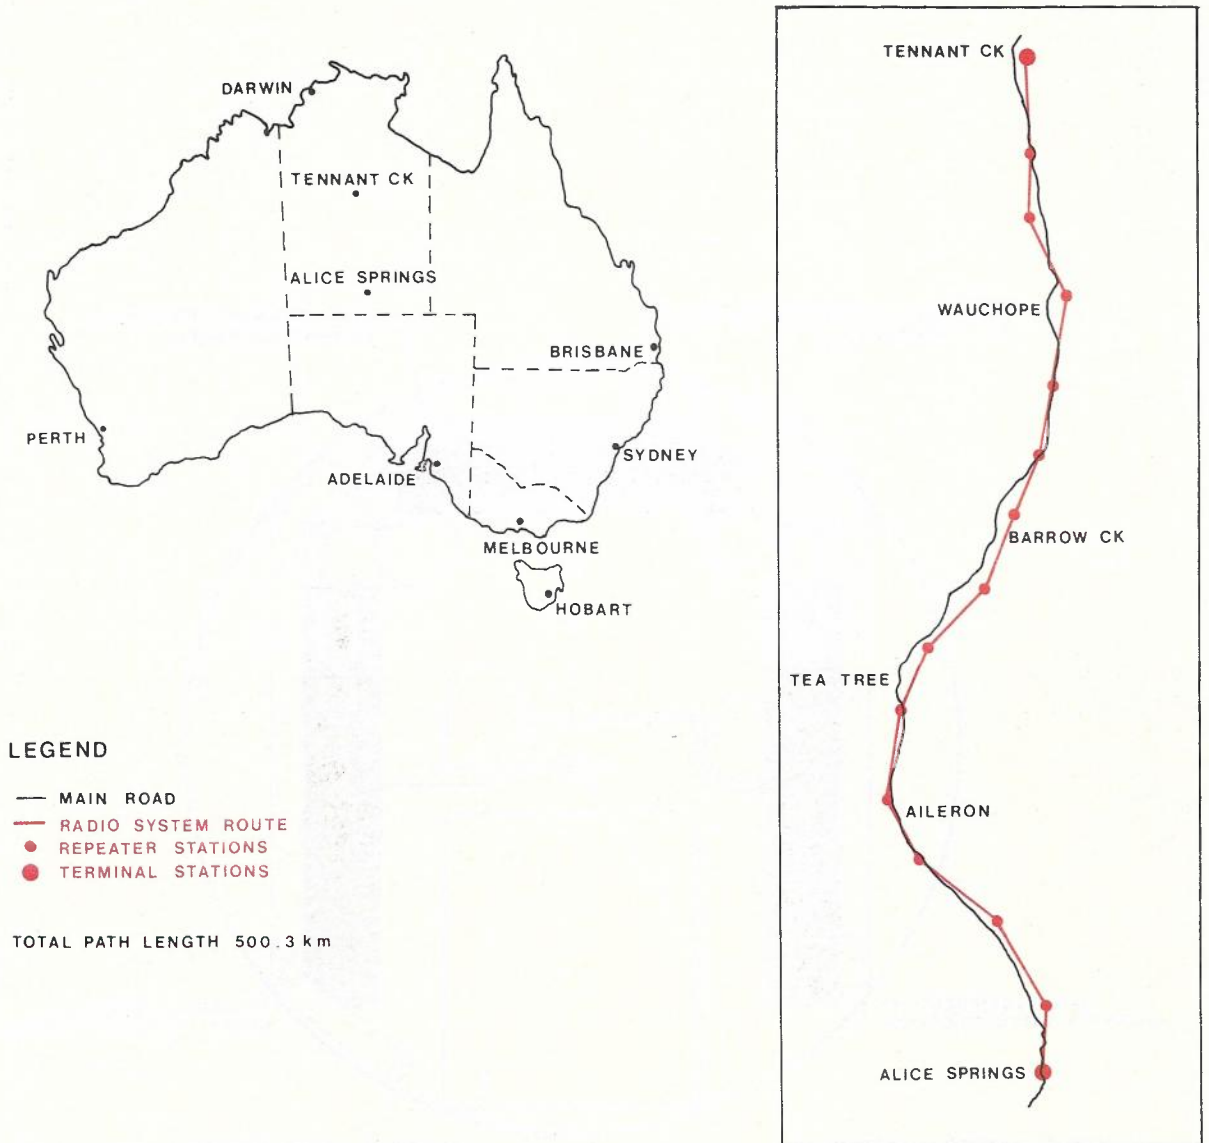 DARWIN
TENNANT CK
ALICE SPRINGS
BRISBANE
PERTH
SYDNEY
ADELAIDE
MELBOURNE
HOBART
LEGEND
MAIN ROAD
RADIO SYSTEM ROUTE
REPEATER STATIONS
TERMINAL STATIONS
TOTAL PATH LENGTH 500.3 km
TENNANT CK
WAUCHOPE
BARROW CK
TEA TREE
AILERON
ALICE SPRINGS